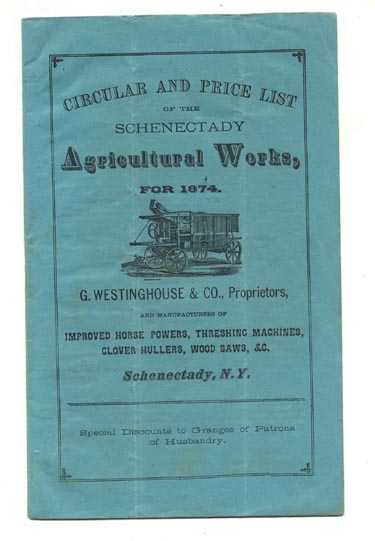 CIRCULAR AND PRICE LIST
OF THE
SCHENECTADY
Agricultural Works,
FOR 1874.
G. WESTINGHOUSE & CO., Proprietors,
AND MANUFACTURERS OF
IMPROVED HORSE POWERS, THRESHING MACHINES,
CLOVER HULLERS, WOOD SAWS, &C.
Schenectady, N.Y.
Special Discounts to Granges of Patrons
of Husbandry.